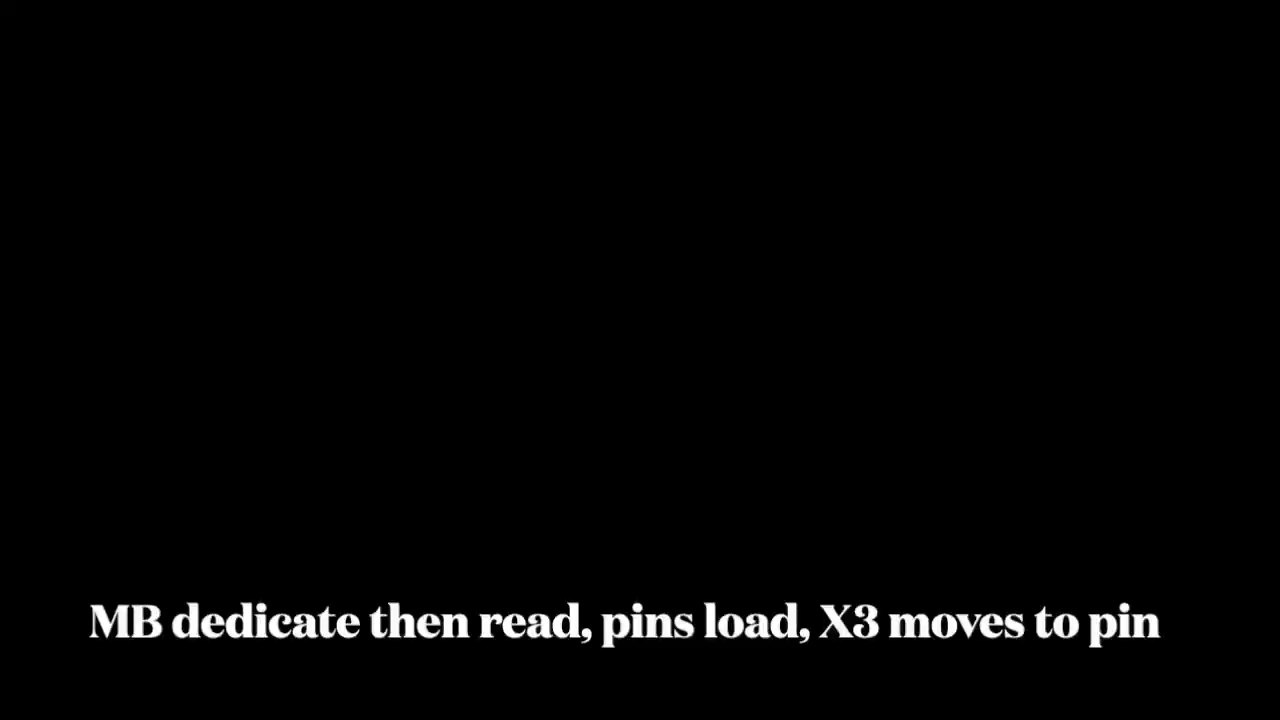 MB dedicate then read, pins load, X3 moves to pin